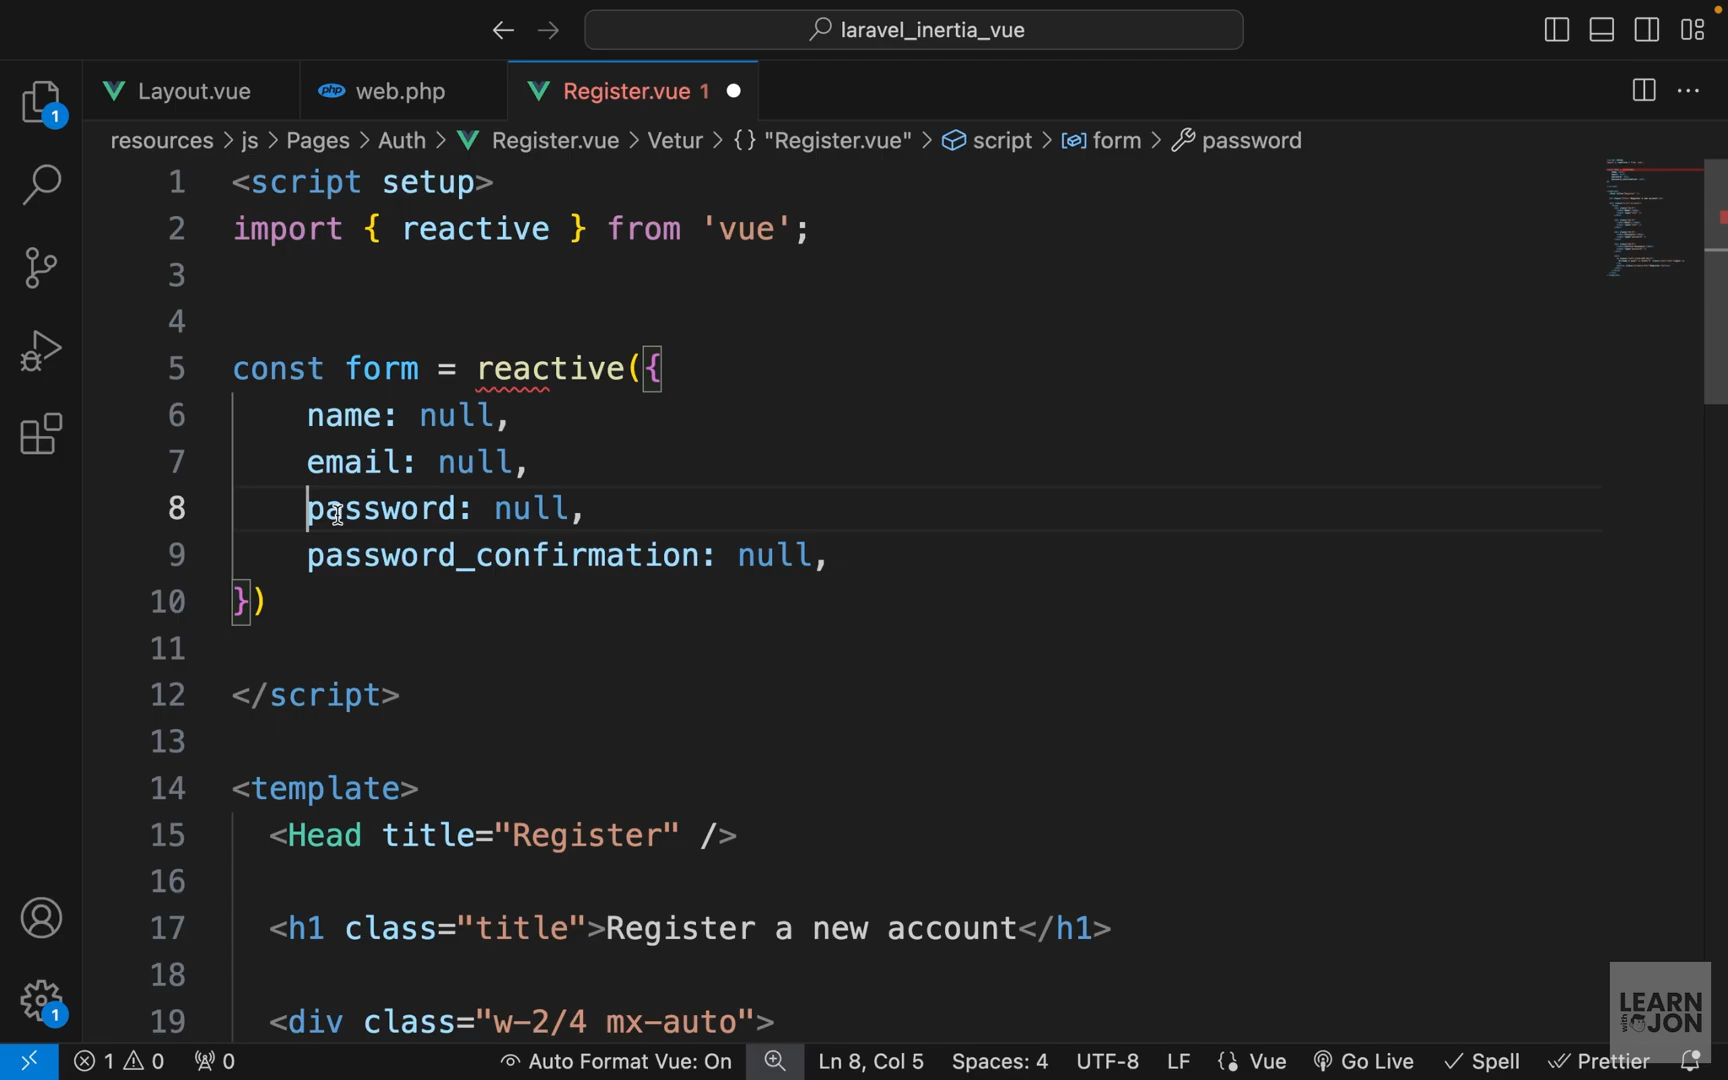 laravel_inertia_vue
Layout.vue
php web.php
Register.vue 1
1
resources > js > Pages > Auth > Register.vue > Vetur > {} "Register.vue" > script > form > password
1 <script setup>
2 import { reactive } from 'vue';
3
4
5 const form = reactive({
6 name: null,
7 email: null,
8 password: null,
9 password_confirmation: null,
10 })
11
12 </script>
13
14 <template>
15 <Head title="Register" />
16
17 <h1 class="title">Register a new account</h1>
18
19 <div class="w-2/4 mx-auto">
1
LEARN
with JON
1 0 0 Auto Format Vue: On Ln 8, Col 5 Spaces: 4 UTF-8 LF {} Vue Go Live Spell Prettier